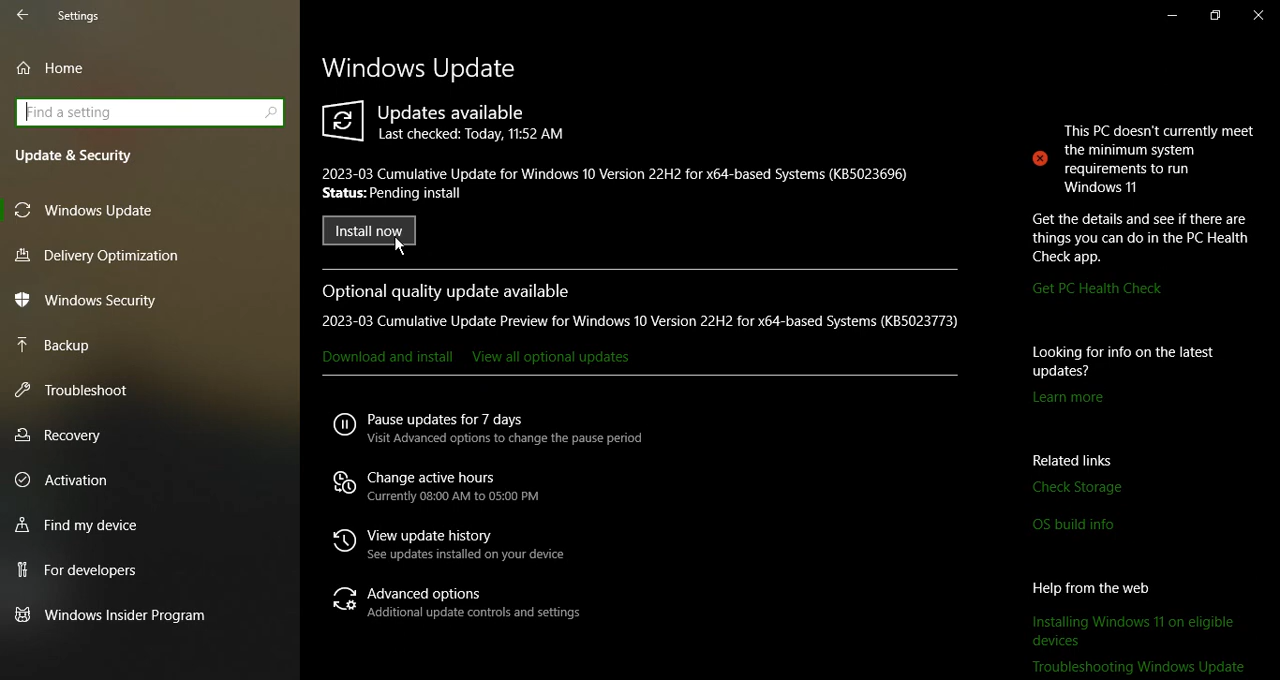 Settings
Home
Find a setting
Update & Security
Windows Update
Delivery Optimization
Windows Security
Backup
Troubleshoot
Recovery
Activation
Find my device
For developers
Windows Insider Program
Windows Update
Updates available
Last checked: Today, 11:52 AM
2023-03 Cumulative Update for Windows 10 Version 22H2 for x64-based Systems (KB5023696)
Status: Pending install
Install now
Optional quality update available
2023-03 Cumulative Update Preview for Windows 10 Version 22H2 for x64-based Systems (KB5023773)
Download and install View all optional updates
Pause updates for 7 days
Visit Advanced options to change the pause period
Change active hours
Currently 08:00 AM to 05:00 PM
View update history
See updates installed on your device
Advanced options
Additional update controls and settings
This PC doesn't currently meet
the minimum system
requirements to run
Windows 11
Get the details and see if there are
things you can do in the PC Health
Check app.
Get PC Health Check
Looking for info on the latest
updates?
Learn more
Related links
Check Storage
OS build info
Help from the web
Installing Windows 11 on eligible
devices
Troubleshooting Windows Update